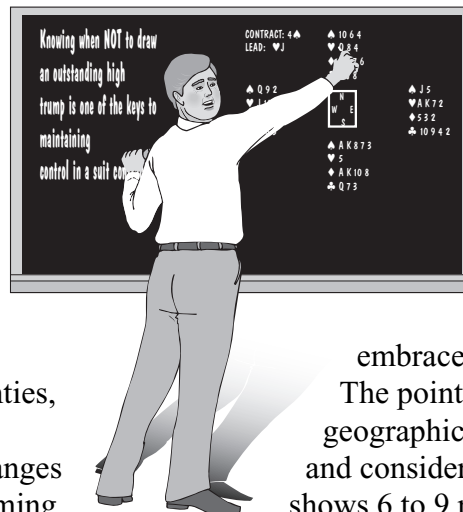 Knowing when NOT to draw
an outstanding high
trump is one of the keys to
maintaining
control in a suit
CONTRACT: 4♠
LEAD: ♥J
♠ 10 6 4
♥ Q 8 4
♠ Q 9 2
♥ J
N
W E
S
♠ J 5
♥ A K 7 2
♦ 5 3 2
♣ 10 9 4 2
♠ A K 8 7 3
♥ 5
♦ A K 10 8
♣ Q 7 3
embrace
The point
geographic
and consider
shows 6 to 9